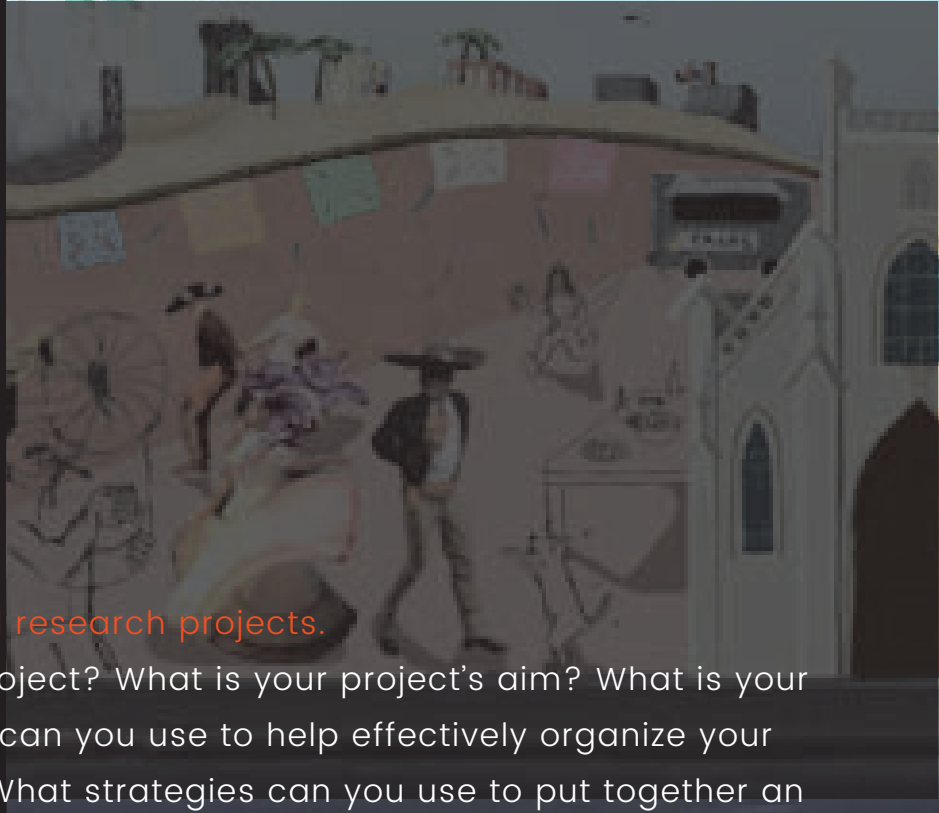 research projects.
oject? What is your project’s aim? What is your
can you use to help effectively organize your
What strategies can you use to put together an